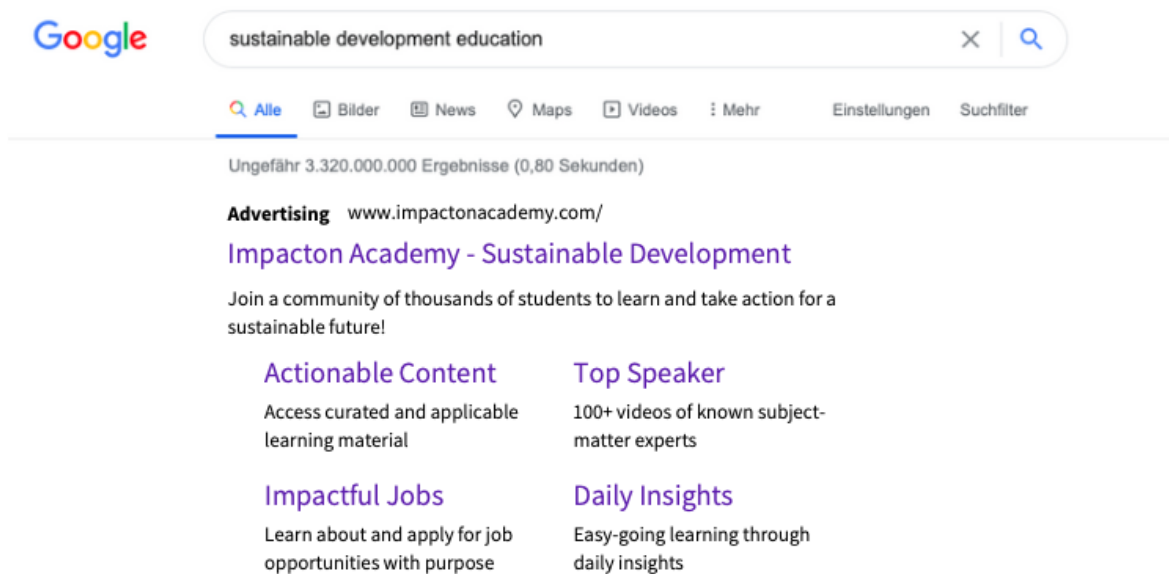 Google
sustainable development education
Alle Bilder News Maps Videos Mehr Einstellungen Suchfilter
Ungefähr 3.320.000.000 Ergebnisse (0,80 Sekunden)
Advertising www.impactonacademy.com/
Impacton Academy - Sustainable Development
Join a community of thousands of students to learn and take action for a
sustainable future!
Actionable Content
Access curated and applicable
learning material
Top Speaker
100+ videos of known subject-
matter experts
Impactful Jobs
Learn about and apply for job
opportunities with purpose
Daily Insights
Easy-going learning through
daily insights